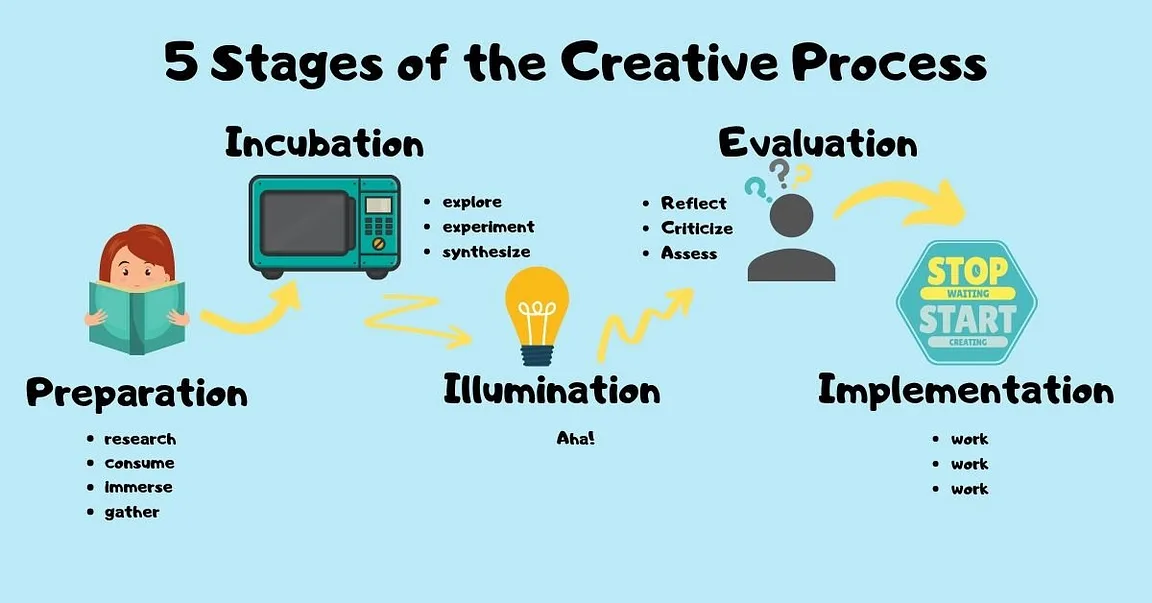 5 Stages of the Creative Process
Preparation
research
consume
immerse
gather
Incubation
explore
experiment
synthesize
Illumination
Aha!
Evaluation
? ? ?
Reflect
Criticize
Assess
STOP
WAITING
START
CREATING
Implementation
work
work
work